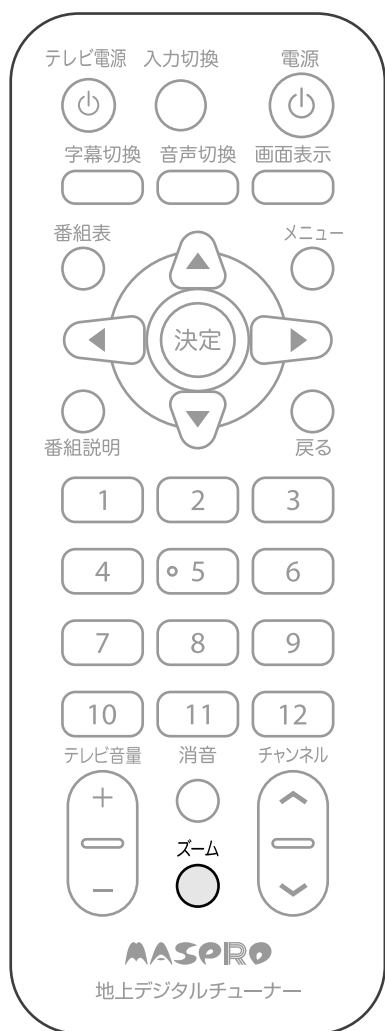 テレビ電源 入力切換 電源
字幕切換 音声切換 画面表示
番組表 メニュー
決定
番組説明 戻る
1 2 3
4 5 6
7 8 9
10 11 12
テレビ音量 消音 チャンネル
+
−
ズーム
MASPRO
地上デジタルチューナー